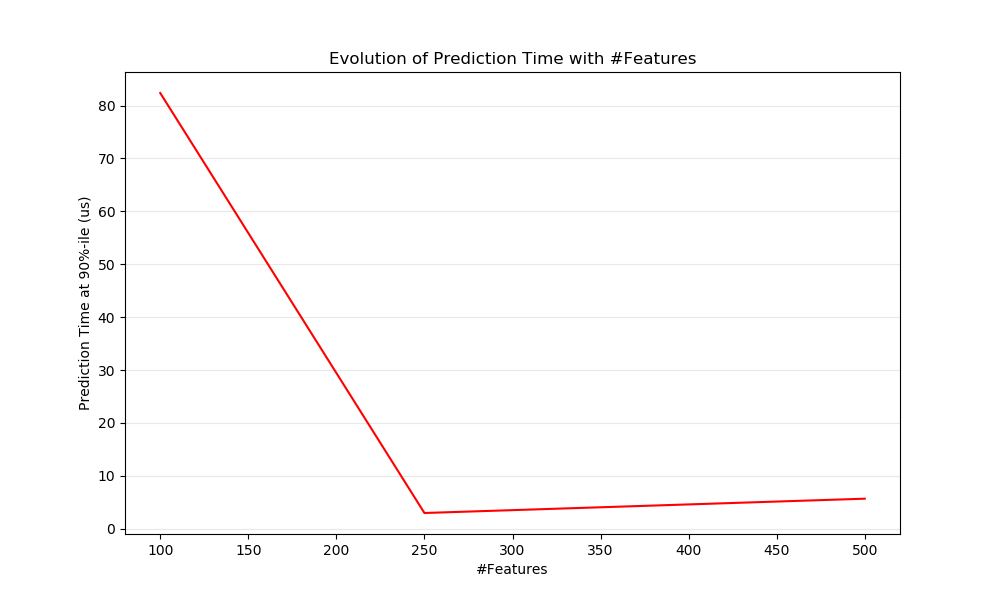 Evolution of Prediction Time with #Features
Prediction Time at 90%-ile (us)
80
70
60
50
40
30
20
10
0
100 150 200 250 300 350 400 450 500
#Features